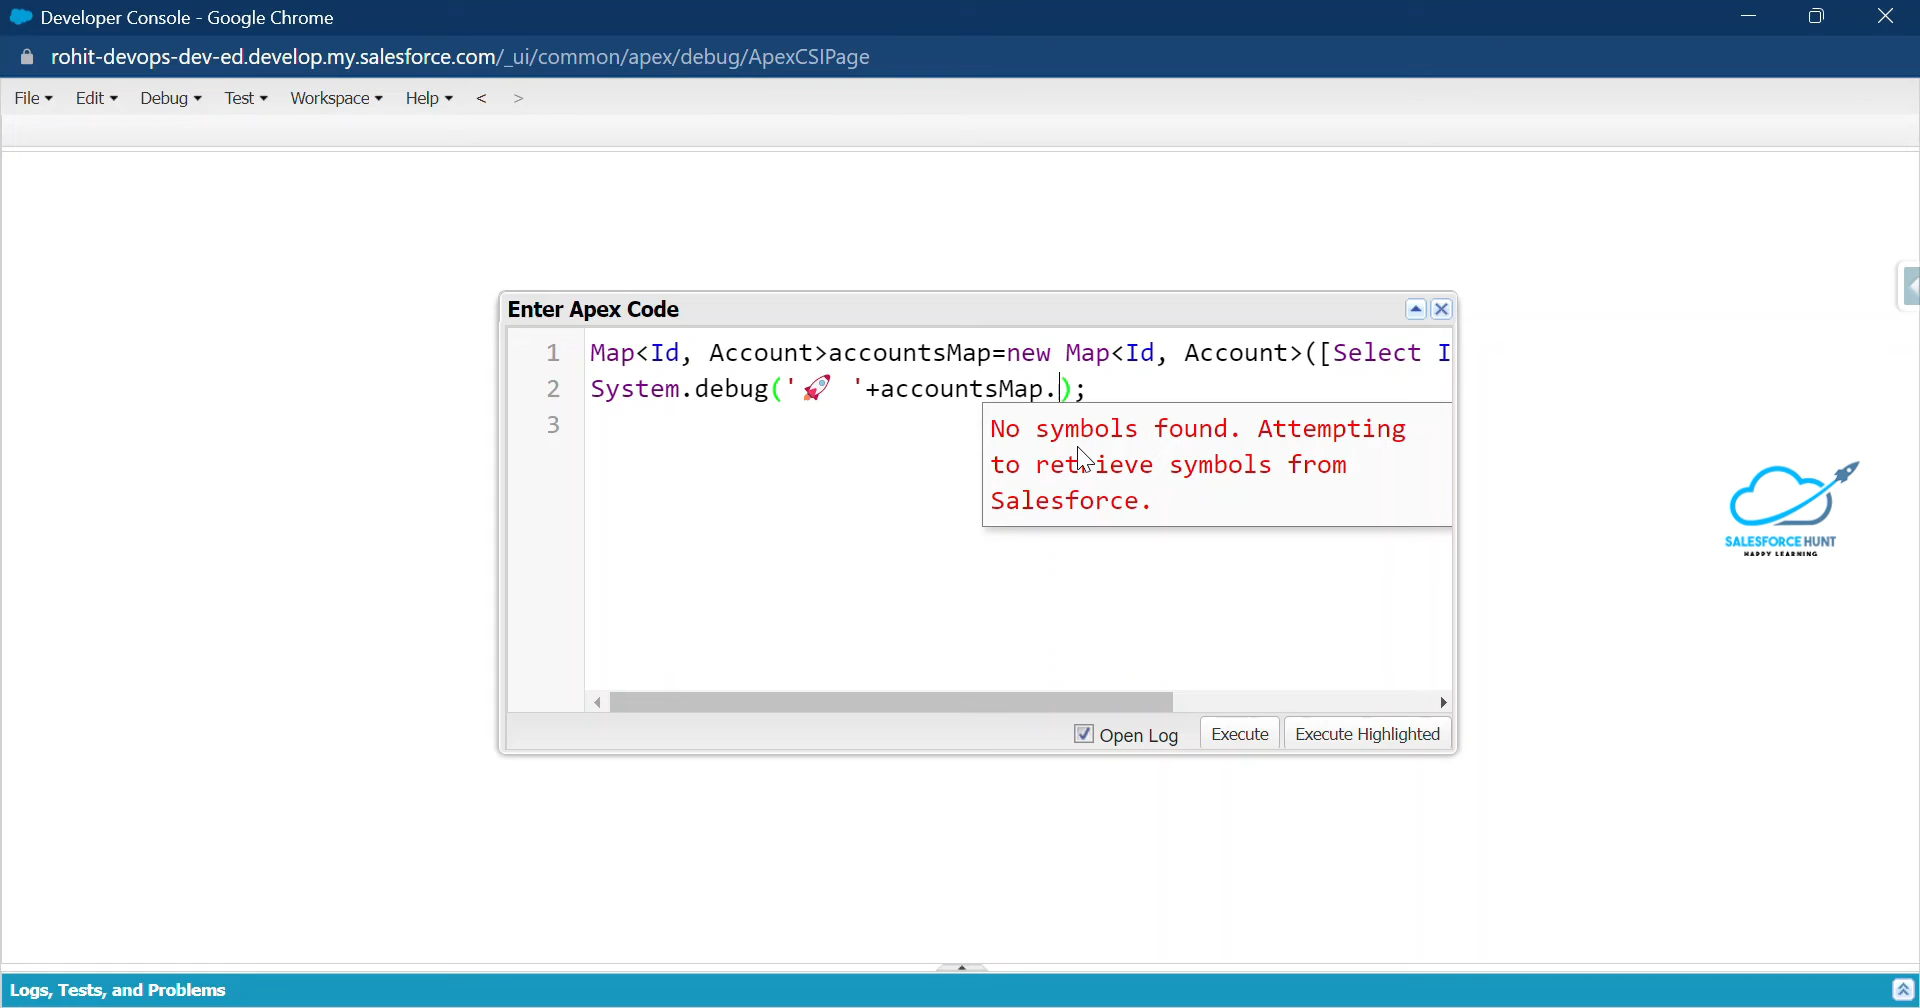 Developer Console - Google Chrome
rohit-devops-dev-ed.develop.my.salesforce.com/_ui/common/apex/debug/ApexCSIPage
File Edit Debug Test Workspace Help < >
Enter Apex Code
1 Map<Id, Account>accountsMap=new Map<Id, Account>([Select I
2 System.debug('🚀 '+accountsMap.);
3
No symbols found. Attempting
to retrieve symbols from
Salesforce.
SALESFORCE HUNT
HAPPY LEARNING
Open Log Execute Execute Highlighted
Logs, Tests, and Problems